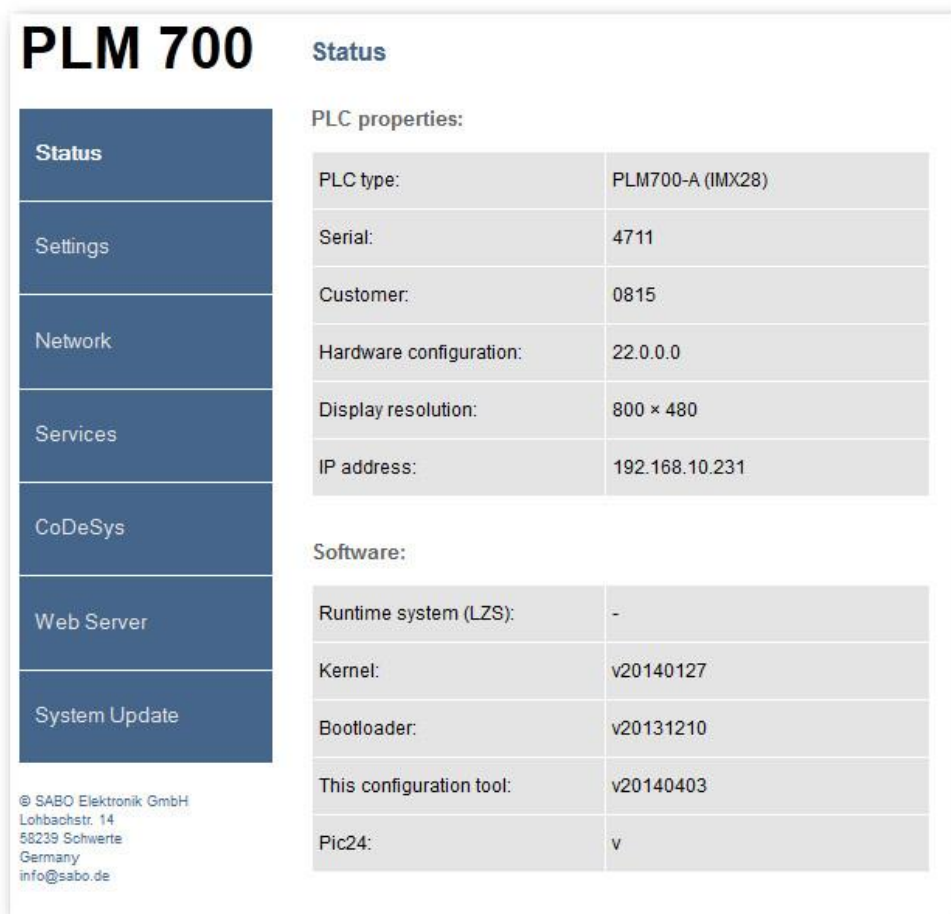 PLM 700
Status
Settings
Network
Services
CoDeSys
Web Server
System Update
© SABO Elektronik GmbH
Lohbachstr. 14
58239 Schwerte
Germany
info@sabo.de
Status
PLC properties:
PLC type: PLM700-A (IMX28)
Serial: 4711
Customer: 0815
Hardware configuration: 22.0.0.0
Display resolution: 800 × 480
IP address: 192.168.10.231
Software:
Runtime system (LZS): -
Kernel: v20140127
Bootloader: v20131210
This configuration tool: v20140403
Pic24: v